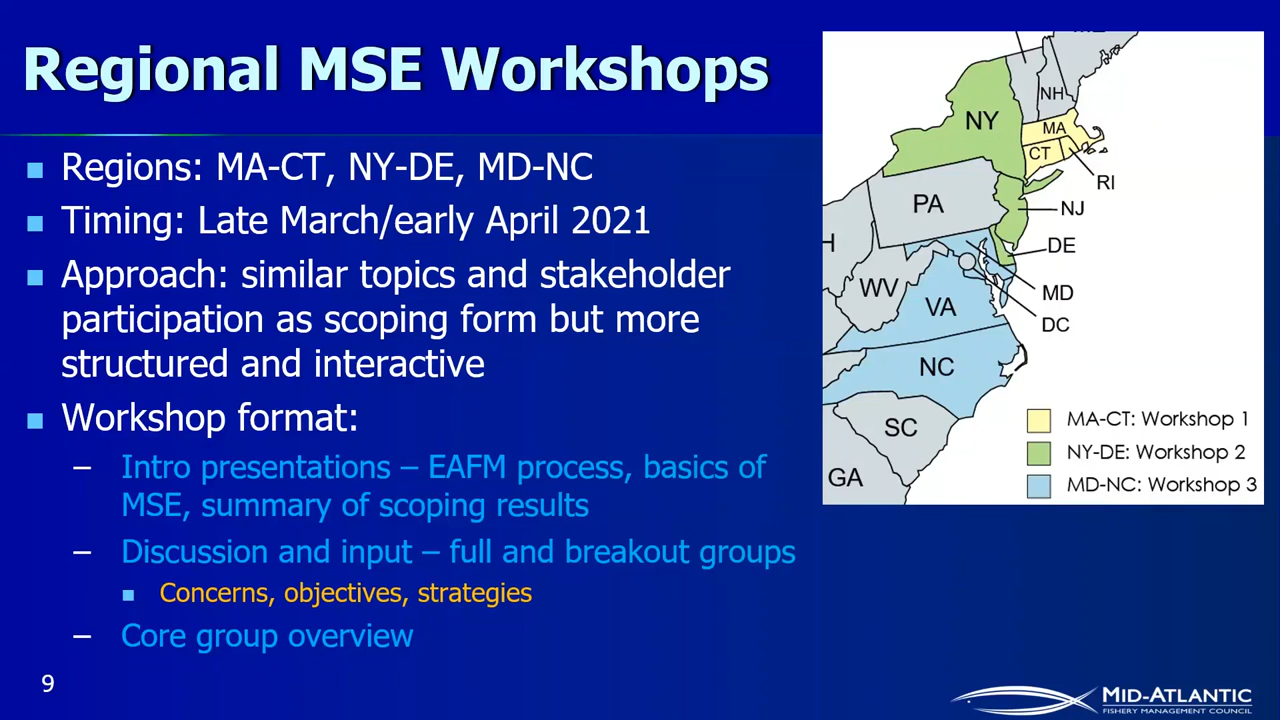 Regional MSE Workshops
Regions: MA-CT, NY-DE, MD-NC
Timing: Late March/early April 2021
Approach: similar topics and stakeholder
participation as scoping form but more
structured and interactive
Workshop format:
– Intro presentations – EAFM process, basics of
MSE, summary of scoping results
– Discussion and input – full and breakout groups
Concerns, objectives, strategies
– Core group overview
9
NH
NY
MA
CT
RI
PA
NJ
DE
H
WV
MD
VA
DC
NC
SC
GA
MA-CT: Workshop 1
NY-DE: Workshop 2
MD-NC: Workshop 3
MID-ATLANTIC
FISHERY MANAGEMENT COUNCIL